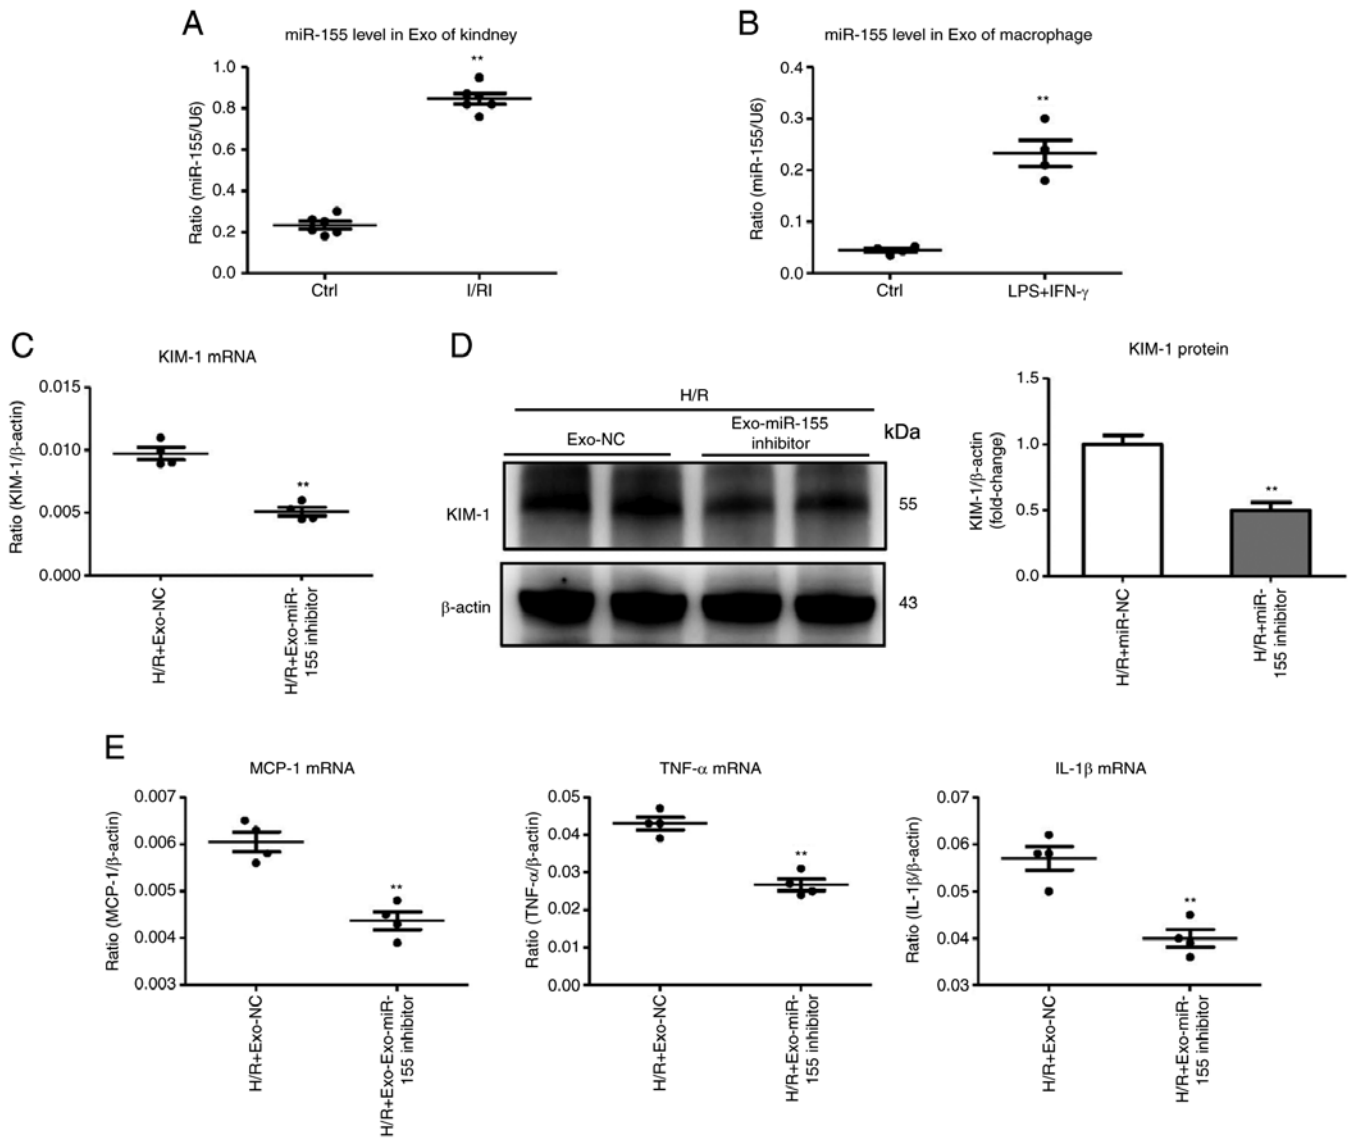 A
miR-155 level in Exo of kindney
**
Ratio (miR-155/U6)
1.0
0.8
0.6
0.4
0.2
0.0
Ctrl
I/RI
B
miR-155 level in Exo of macrophage
**
Ratio (miR-155/U6)
0.4
0.3
0.2
0.1
0.0
Ctrl
LPS+IFN-γ
C
KIM-1 mRNA
**
Ratio (KIM-1/β-actin)
0.015
0.010
0.005
0.000
H/R+Exo-NC
H/R+Exo-miR-
155 inhibitor
D
H/R
Exo-NC
Exo-miR-155
inhibitor
kDa
KIM-1
55
β-actin
43
KIM-1 protein
KIM-1/β-actin
(fold-change)
1.5
1.0
0.5
0.0
**
H/R+miR-NC
H/R+miR-
155 inhibitor
E
MCP-1 mRNA
Ratio (MCP-1/β-actin)
0.007
0.006
0.005
0.004
0.003
**
H/R+Exo-NC
H/R+Exo-Exo-miR-
155 inhibitor
TNF-α mRNA
Ratio (TNF-α/β-actin)
0.05
0.04
0.03
0.02
0.01
0.00
**
H/R+Exo-NC
H/R+Exo-miR-
155 inhibitor
IL-1β mRNA
Ratio (IL-1β/β-actin)
0.07
0.06
0.05
0.04
0.03
**
H/R+Exo-NC
H/R+Exo-miR-
155 inhibitor